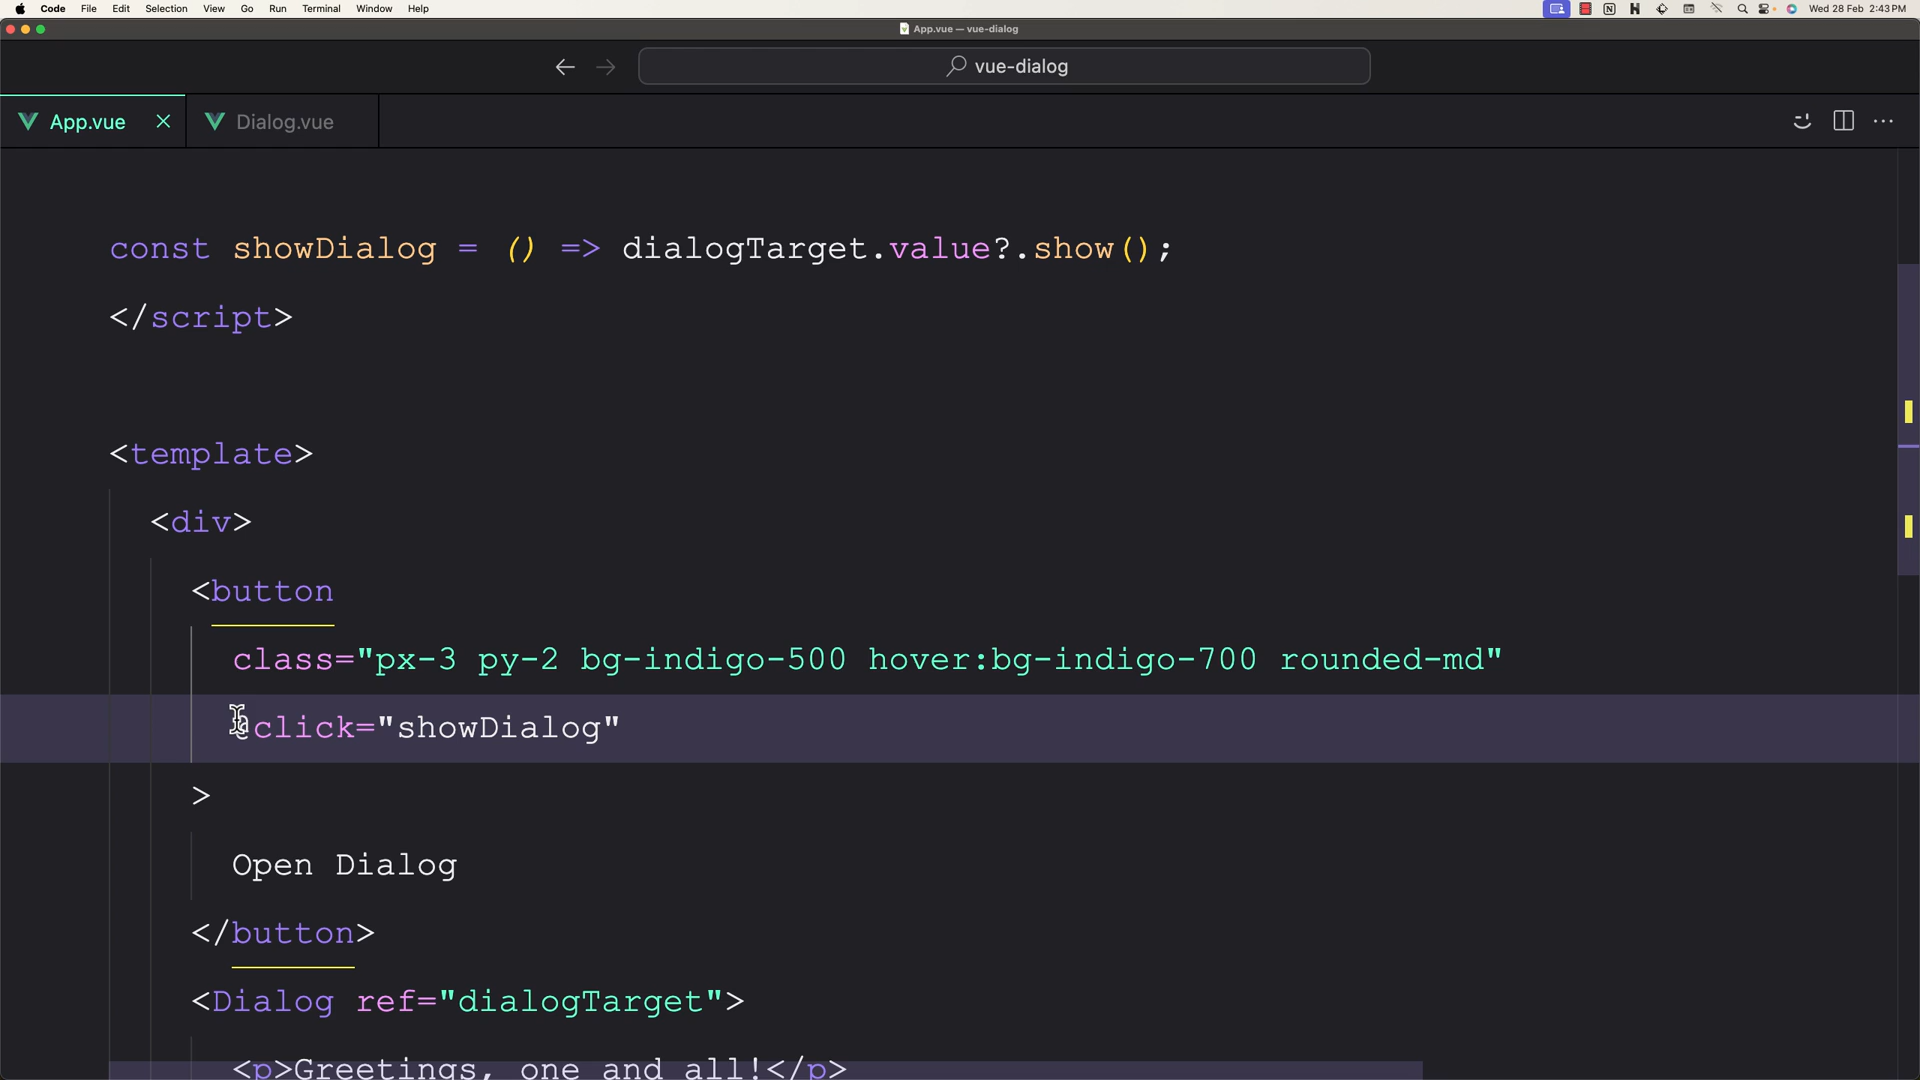 Code File Edit Selection View Go Run Terminal Window Help Wed 28 Feb 2:43 PM
App.vue — vue-dialog
vue-dialog
App.vue Dialog.vue
const showDialog = () => dialogTarget.value?.show();
</script>
<template>
<div>
<button
class="px-3 py-2 bg-indigo-500 hover:bg-indigo-700 rounded-md"
@click="showDialog"
>
Open Dialog
</button>
<Dialog ref="dialogTarget">
<p>Greetings, one and all!</p>